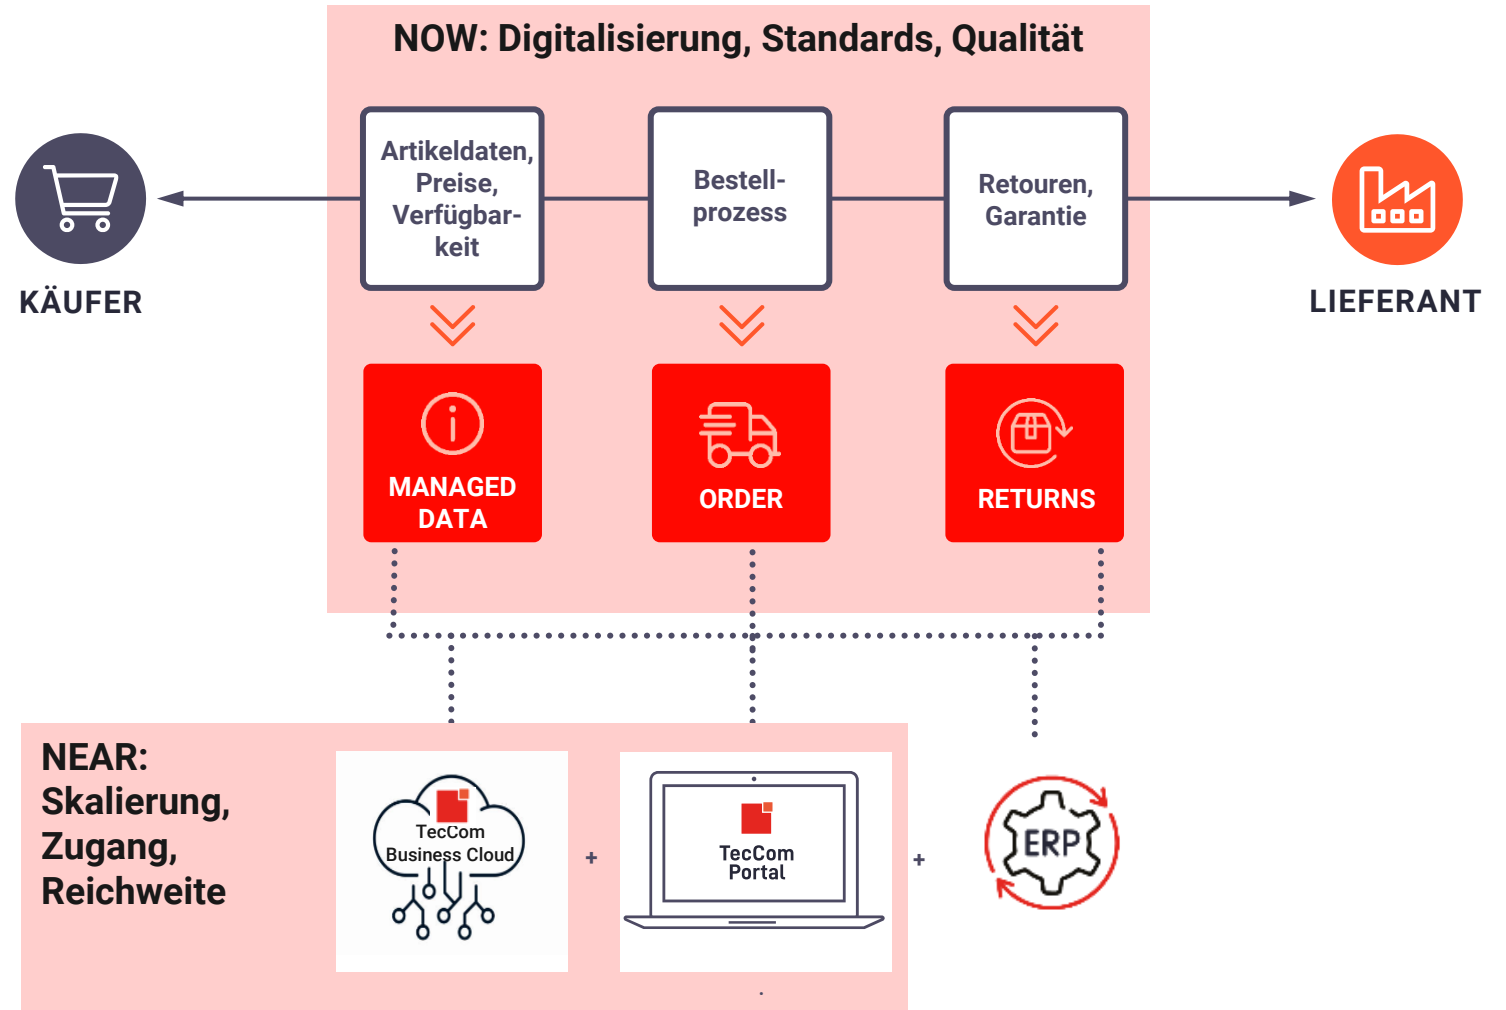 NOW: Digitalisierung, Standards, Qualität
Artikeldaten,
Preise,
Verfügbar-
keit
Bestell-
prozess
Retouren,
Garantie
KÄUFER
LIEFERANT
MANAGED
DATA
ORDER
RETURNS
NEAR:
Skalierung,
Zugang,
Reichweite
TecCom
Business Cloud
+
TecCom
Portal
+
ERP
.